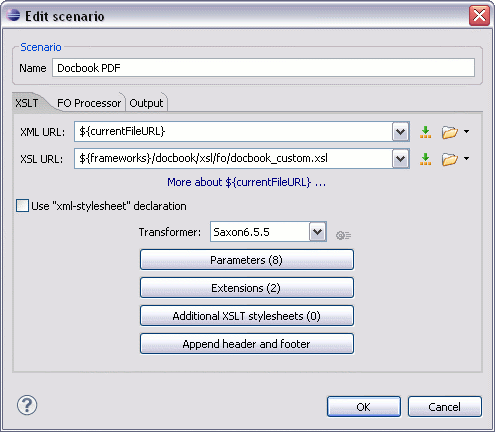 Edit scenario
Scenario
Name Docbook PDF
XSLT FO Processor Output
XML URL: ${currentFileURL}
XSL URL: ${frameworks}/docbook/xsl/fo/docbook_custom.xsl
More about ${currentFileURL} ...
Use "xml-stylesheet" declaration
Transformer: Saxon6.5.5
Parameters (8)
Extensions (2)
Additional XSLT stylesheets (0)
Append header and footer
? OK Cancel